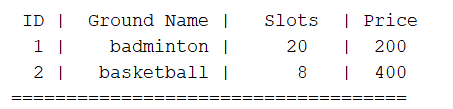 ID |  Ground Name |   Slots  | Price
 1 |    badminton |     20   |  200
 2 |   basketball |      8   |  400
====================================